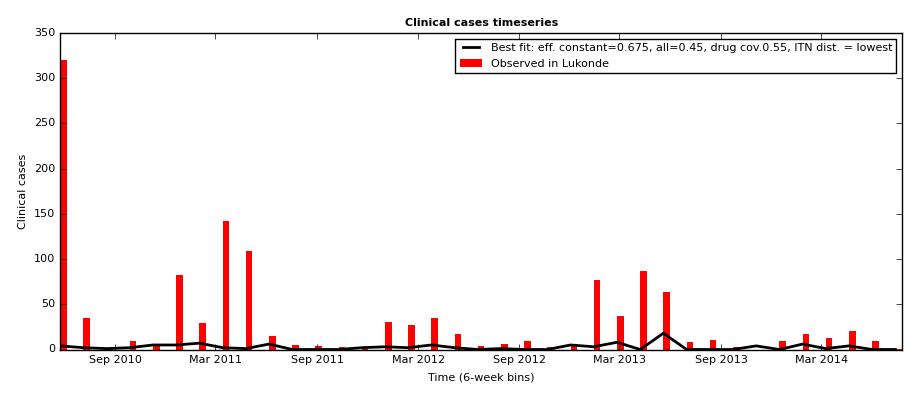 Clinical cases timeseries
350
300
250
200
150
100
50
0
Clinical cases
Best fit: eff. constant=0.675, all=0.45, drug cov.0.55, ITN dist. = lowest
Observed in Lukonde
Sep 2010 Mar 2011 Sep 2011 Mar 2012 Sep 2012 Mar 2013 Sep 2013 Mar 2014
Time (6-week bins)